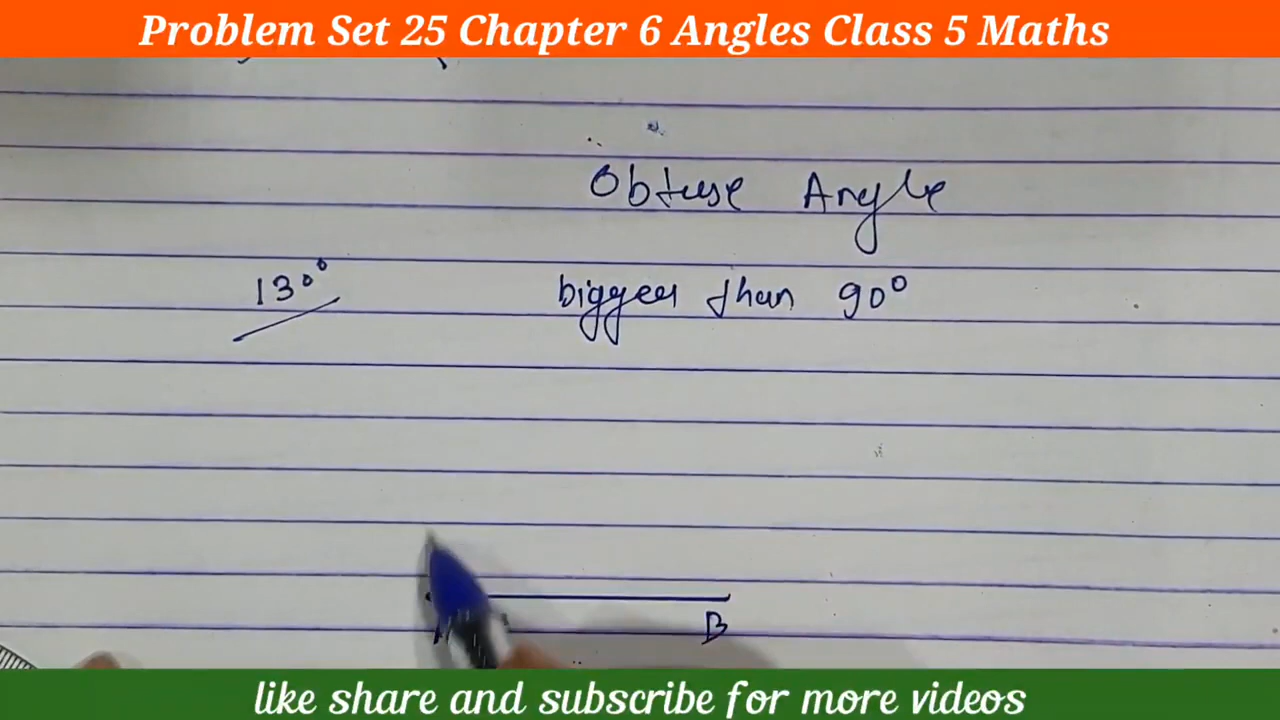 Problem Set 25 Chapter 6 Angles Class 5 Maths
Obtuse Angle
130°
bigger than 90°
B
like share and subscribe for more videos